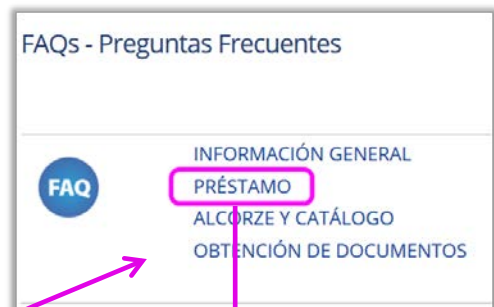 FAQs - Preguntas Frecuentes
FAQ
INFORMACIÓN GENERAL
PRÉSTAMO
ALCORZE Y CATÁLOGO
OBTENCIÓN DE DOCUMENTOS